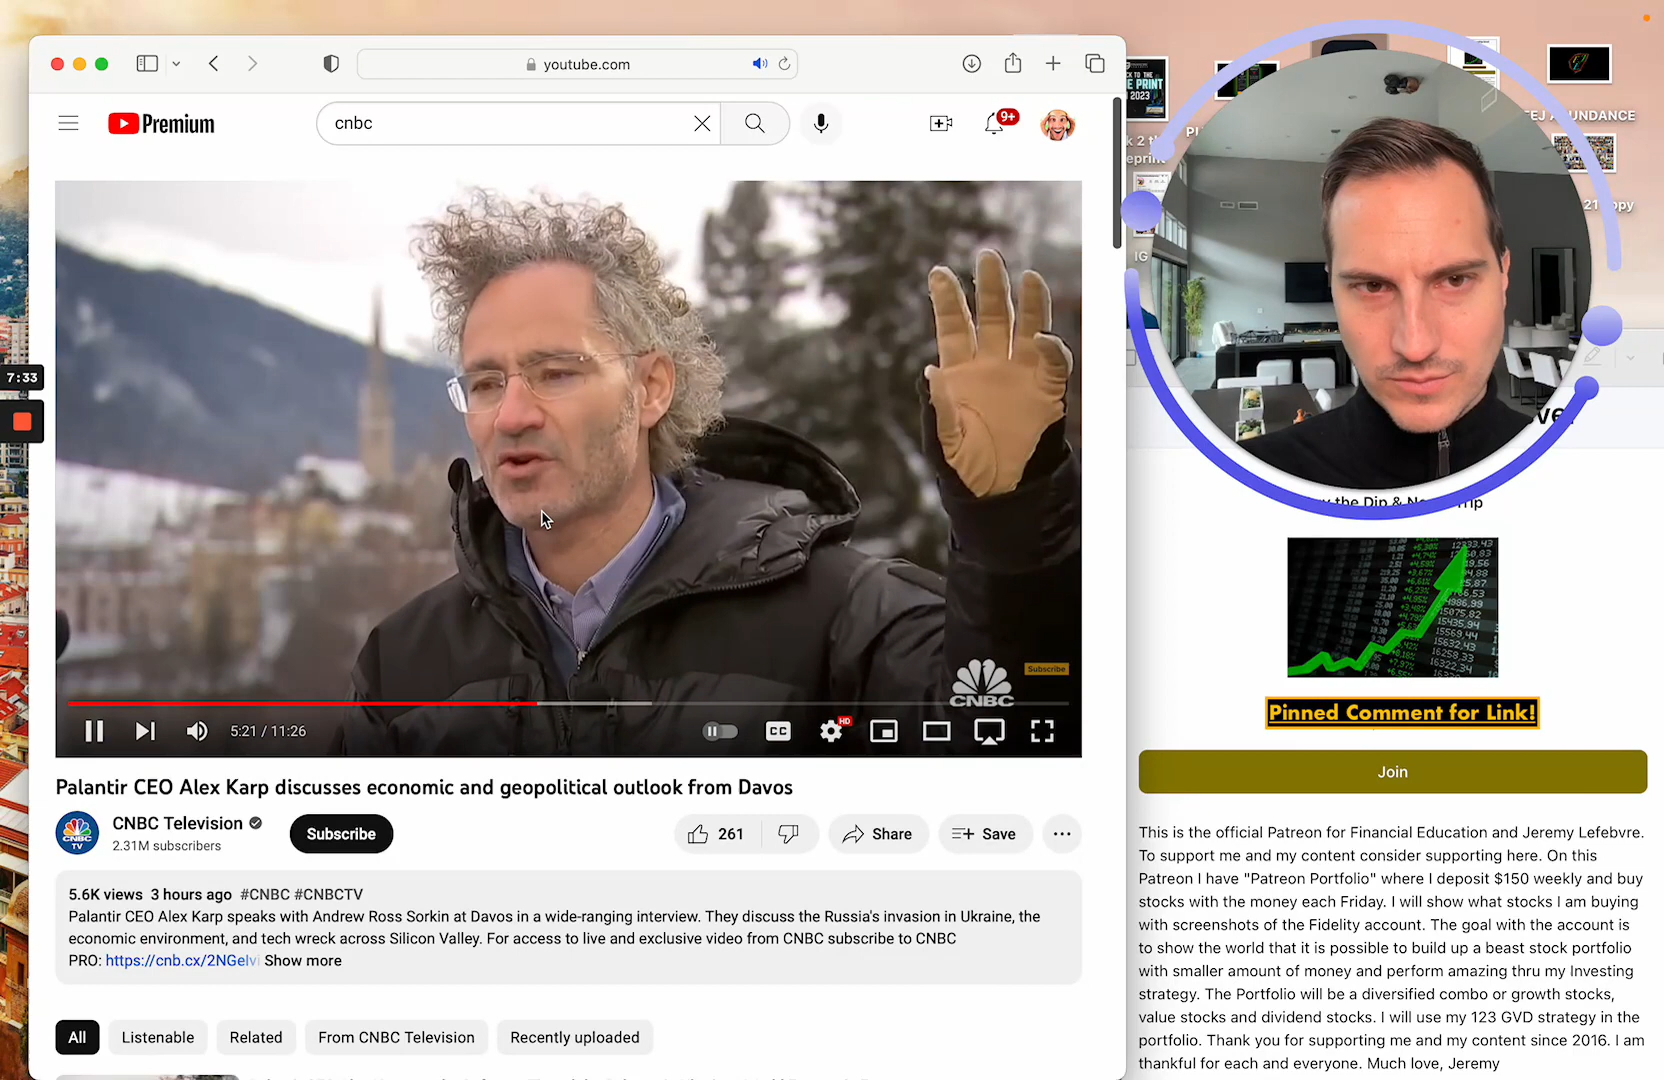 youtube.com
Premium
cnbc
9+
7:33
CNBC
Subscribe
5:21 / 11:26
CC
HD
Palantir CEO Alex Karp discusses economic and geopolitical outlook from Davos
CNBC TV
CNBC Television
2.31M subscribers
Subscribe
261
Share
Save
5.6K views 3 hours ago #CNBC #CNBCTV
Palantir CEO Alex Karp speaks with Andrew Ross Sorkin at Davos in a wide-ranging interview. They discuss the Russia's invasion in Ukraine, the
economic environment, and tech wreck across Silicon Valley. For access to live and exclusive video from CNBC subscribe to CNBC
PRO: https://cnb.cx/2NGelvi Show more
All
Listenable
Related
From CNBC Television
Recently uploaded
2023
IG
the Dip &
Pinned Comment for Link!
Join
This is the official Patreon for Financial Education and Jeremy Lefebvre.
To support me and my content consider supporting here. On this
Patreon I have "Patreon Portfolio" where I deposit $150 weekly and buy
stocks with the money each Friday. I will show what stocks I am buying
with screenshots of the Fidelity account. The goal with the account is
to show the world that it is possible to build up a beast stock portfolio
with smaller amount of money and perform amazing thru my Investing
strategy. The Portfolio will be a diversified combo or growth stocks,
value stocks and dividend stocks. I will use my 123 GVD strategy in the
portfolio. Thank you for supporting me and my content since 2016. I am
thankful for each and everyone. Much love, Jeremy